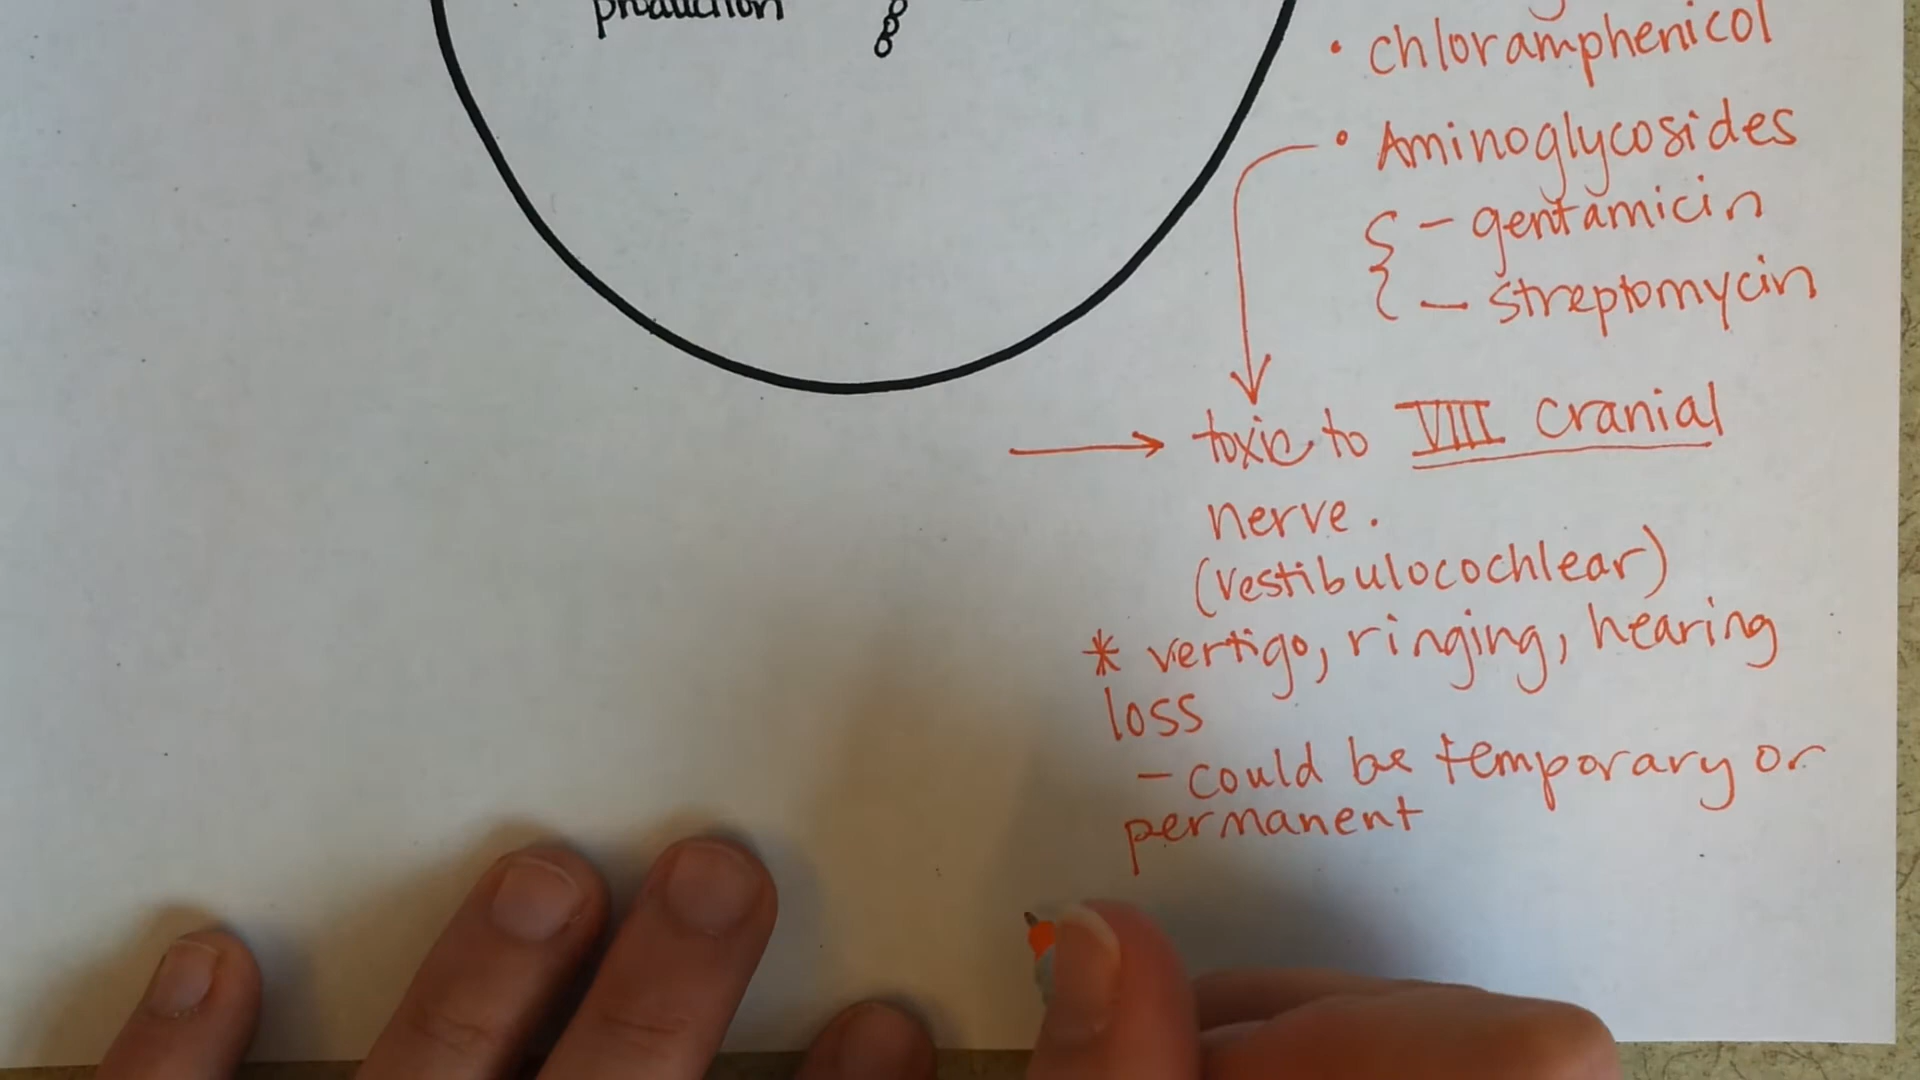 production
• chloramphenicol
• Aminoglycosides
- gentamicin
- streptomycin
→ toxic to VIII cranial
nerve.
(vestibulocochlear)
* vertigo, ringing, hearing
loss
- could be temporary or
permanent